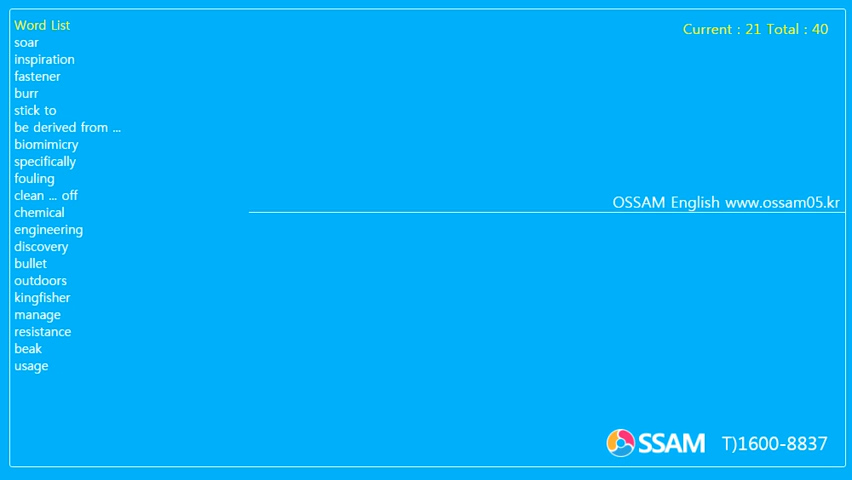 Word List
soar
inspiration
fastener
burr
stick to
be derived from ...
biomimicry
specifically
fouling
clean ... off
chemical
engineering
discovery
bullet
outdoors
kingfisher
manage
resistance
beak
usage
Current : 21 Total : 40
OSSAM English www.ossam05.kr
OSSAM T)1600-8837